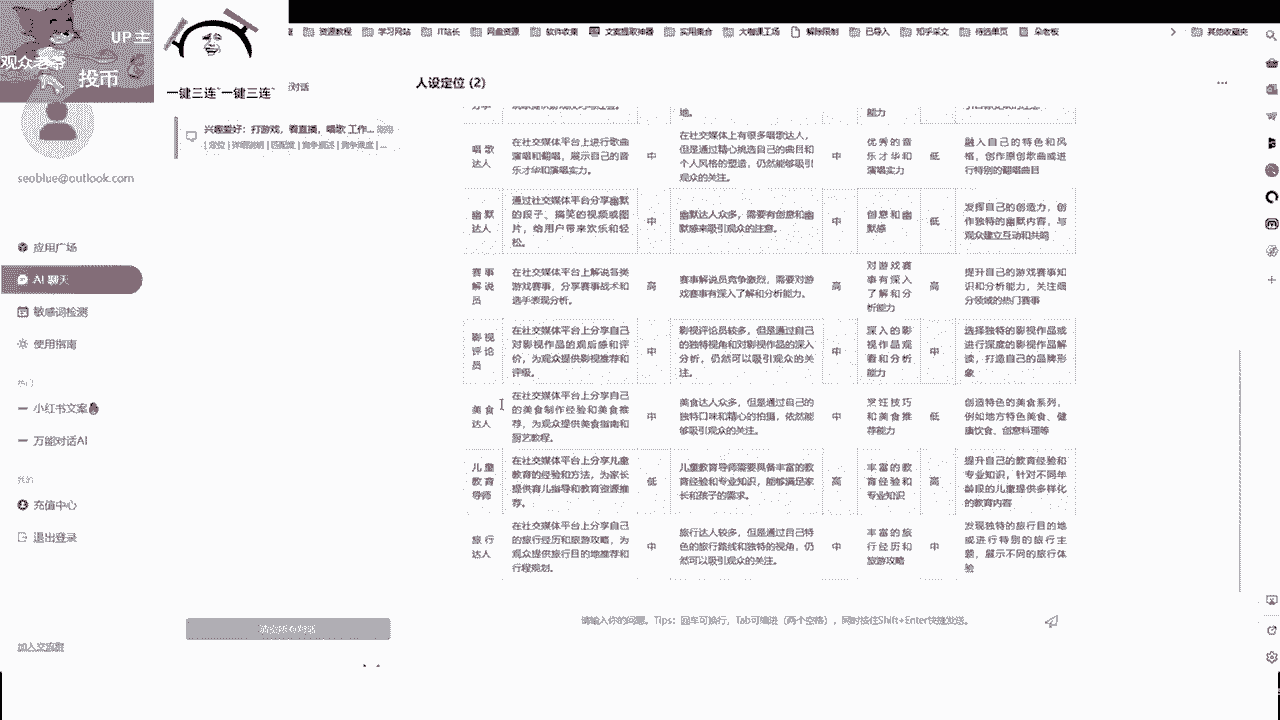 UP主
观众老爷
投币
一键三连~一键三连~
资源教程
学习网站
JT站长
网盘资源
软件收集
文案提取神器
实用集合
大咖课工场
解除限制
已导入
知乎采文
待选单页
朵老板
其他收藏夹
对话
人设定位 (2)
兴趣爱好:打游戏,看直播,唱歌 工作...
| 定位 | 详细说明 | 匹配度 | 竞争描述 | 竞争难度 | ...
seoblue@outlook.com
应用广场
AI 聊天
敏感词检测
使用指南
热门
小红书文案
万能对话AI
我的
充值中心
退出登录
加入交流群
清空所有对话
地。
能力
唱歌
达人
在社交媒体平台上进行歌曲
演唱和翻唱,展示自己的音
乐才华和演唱实力。
中
在社交媒体上有很多唱歌达人,
但是通过精心挑选自己的曲目和
个人风格的塑造,仍然能够吸引
观众的关注。
中
优秀的音
乐才华和
演唱实力
低
融入自己的特色和风
格,创作原创歌曲或进
行特别的翻唱曲目
幽默
达人
通过社交媒体平台分享幽默
的段子、搞笑的视频或图
片,给用户带来欢乐和轻
松。
中
幽默达人众多,需要有创意和幽
默感来吸引观众的注意。
中
创意和幽
默感
低
发挥自己的创造力,创
作独特的幽默内容,与
观众建立互动和共鸣
赛事
解说
员
在社交媒体平台上解说各类
游戏赛事,分享赛事战术和
选手表现分析。
高
赛事解说员竞争激烈,需要对游
戏赛事有深入了解和分析能力。
高
对游戏赛
事有深入
了解和分
析能力
高
提升自己的游戏赛事知
识和分析能力,关注细
分领域的热门赛事
影视
评论
员
在社交媒体平台上分享自己
对影视作品的观后感和评
价,为观众提供影视推荐和
评级。
中
影视评论员较多,但是通过自己
的独特视角和对影视作品的深入
分析,仍然可以吸引观众的关
注。
中
深入的影
视作品观
看和分析
能力
中
选择独特的影视作品或
进行深度的影视作品解
读,打造自己的品牌形
象
美食
达人
在社交媒体平台上分享自己
的美食制作经验和美食推
荐,为观众提供美食指南和
厨艺教程。
中
美食达人众多,但是通过自己的
独特口味和精心的拍摄,依然能
够吸引观众的关注。
中
烹饪技巧
和美食推
荐能力
低
创造特色的美食系列,
例如地方特色美食、健
康饮食、创意料理等
儿童
教育
导师
在社交媒体平台上分享儿童
教育的经验和方法,为家长
提供育儿指导和教育资源推
荐。
低
儿童教育导师需要具备丰富的教
育经验和专业知识,能够满足家
长和孩子的需求。
高
丰富的教
育经验和
专业知识
高
提升自己的教育经验和
专业知识,针对不同年
龄段的儿童提供多样化
的教育内容
旅行
达人
在社交媒体平台上分享自己
的旅行经历和旅游攻略,为
观众提供旅行目的地推荐和
行程规划。
中
旅行达人较多,但是通过自己特
色的旅行路线和独特的视角,仍
然可以吸引观众的关注。
中
丰富的旅
行经历和
旅游攻略
中
发现独特的旅行目的地
或进行特别的旅行主
题,展示不同的旅行体
验
请输入你的问题。Tips:回车可换行,Tab可缩进(两个空格),同时按住Shift+Enter快捷发送。